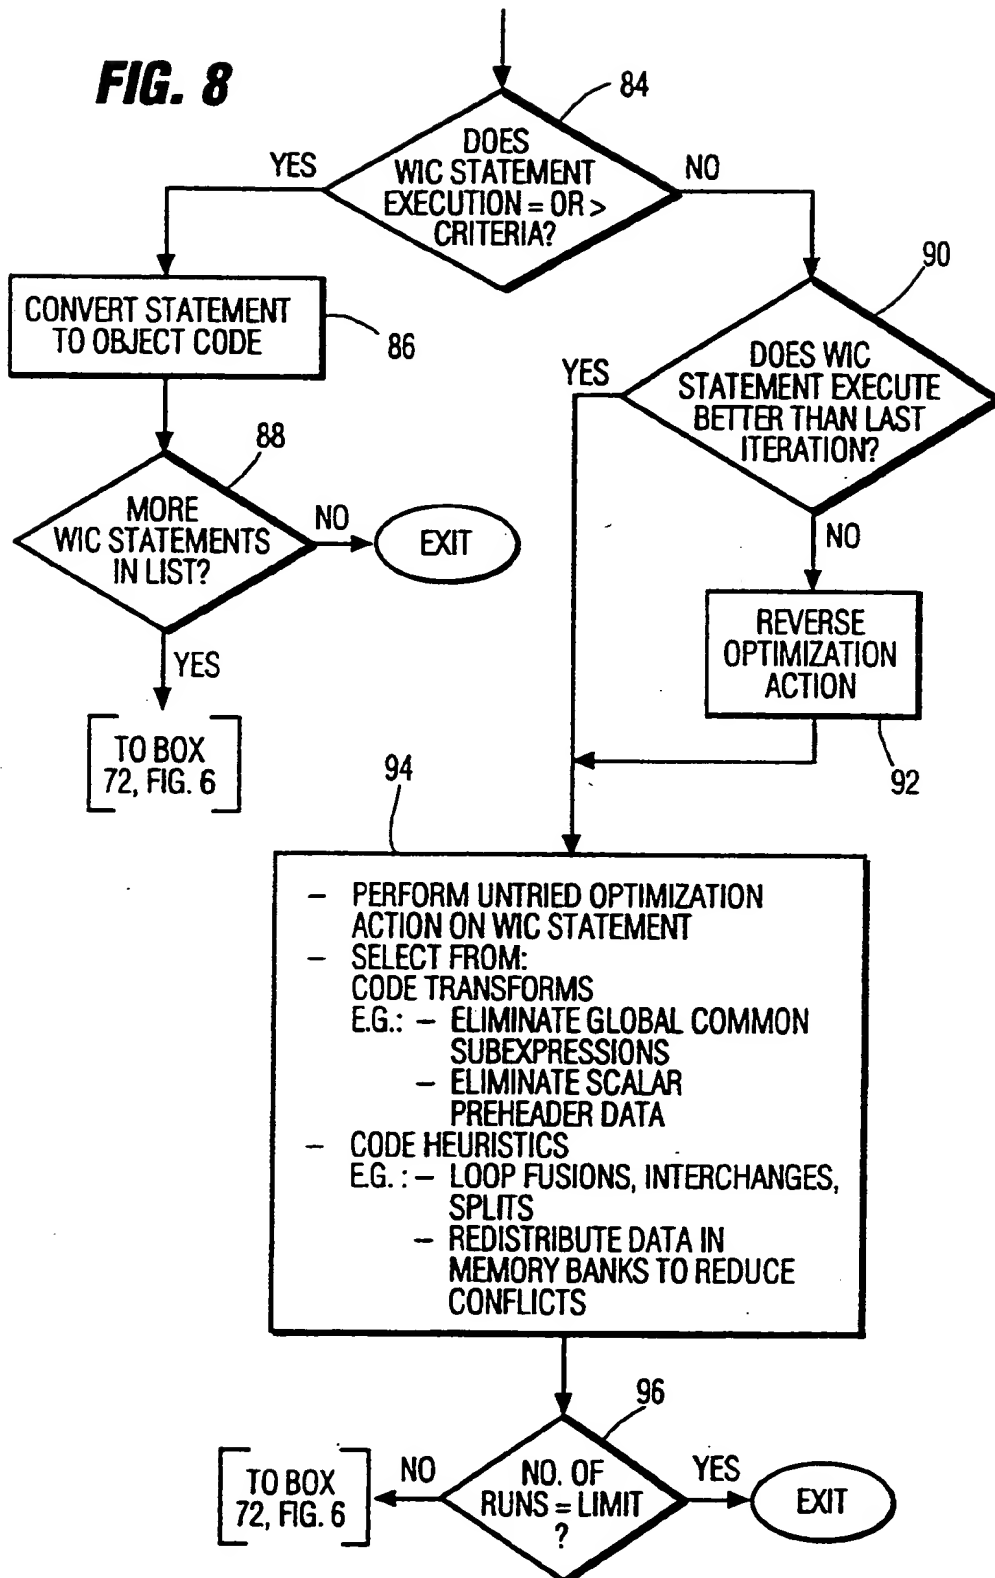 FIG. 8
84
DOES
WIC STATEMENT
EXECUTION = OR >
CRITERIA?
YES
NO
CONVERT STATEMENT
TO OBJECT CODE
86
90
DOES WIC
STATEMENT EXECUTE
BETTER THAN LAST
ITERATION?
YES
NO
88
MORE
WIC STATEMENTS
IN LIST?
NO
EXIT
YES
TO BOX
72, FIG. 6
REVERSE
OPTIMIZATION
ACTION
92
94
- PERFORM UNTRIED OPTIMIZATION
ACTION ON WIC STATEMENT
- SELECT FROM:
CODE TRANSFORMS
E.G.: - ELIMINATE GLOBAL COMMON
SUBEXPRESSIONS
- ELIMINATE SCALAR
PREHEADER DATA
- CODE HEURISTICS
E.G. : - LOOP FUSIONS, INTERCHANGES,
SPLITS
- REDISTRIBUTE DATA IN
MEMORY BANKS TO REDUCE
CONFLICTS
96
NO. OF
RUNS = LIMIT
?
NO
TO BOX
72, FIG. 6
YES
EXIT